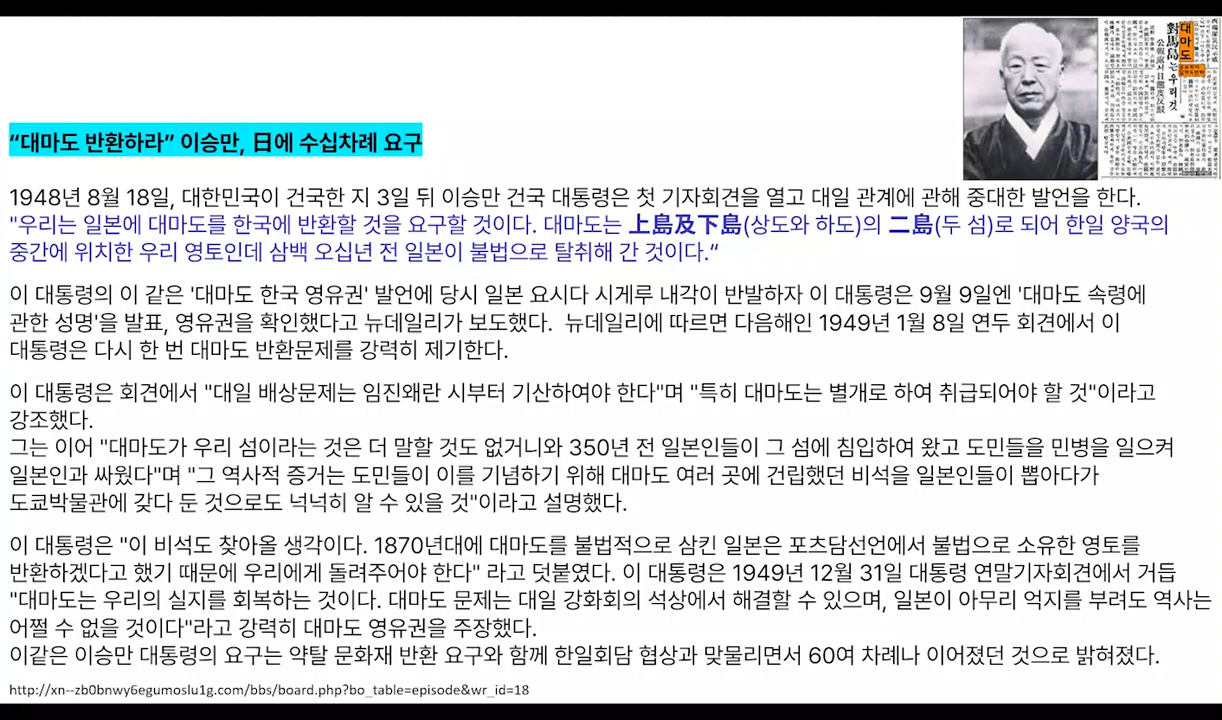 대마도
對馬島는우리것
“대마도 반환하라” 이승만, 日에 수십차례 요구
1948년 8월 18일, 대한민국이 건국한 지 3일 뒤 이승만 건국 대통령은 첫 기자회견을 열고 대일 관계에 관해 중대한 발언을 한다.
"우리는 일본에 대마도를 한국에 반환할 것을 요구할 것이다. 대마도는 上島及下島(상도와 하도)의 二島(두 섬)로 되어 한일 양국의
중간에 위치한 우리 영토인데 삼백 오십년 전 일본이 불법으로 탈취해 간 것이다.“
이 대통령의 이 같은 '대마도 한국 영유권' 발언에 당시 일본 요시다 시게루 내각이 반발하자 이 대통령은 9월 9일엔 '대마도 속령에
관한 성명'을 발표, 영유권을 확인했다고 뉴데일리가 보도했다. 뉴데일리에 따르면 다음해인 1949년 1월 8일 연두 회견에서 이
대통령은 다시 한 번 대마도 반환문제를 강력히 제기한다.
이 대통령은 회견에서 "대일 배상문제는 임진왜란 시부터 기산하여야 한다"며 "특히 대마도는 별개로 하여 취급되어야 할 것"이라고
강조했다.
그는 이어 "대마도가 우리 섬이라는 것은 더 말할 것도 없거니와 350년 전 일본인들이 그 섬에 침입하여 왔고 도민들을 민병을 일으켜
일본인과 싸웠다"며 "그 역사적 증거는 도민들이 이를 기념하기 위해 대마도 여러 곳에 건립했던 비석을 일본인들이 뽑아다가
도쿄박물관에 갖다 둔 것으로도 넉넉히 알 수 있을 것"이라고 설명했다.
이 대통령은 "이 비석도 찾아올 생각이다. 1870년대에 대마도를 불법적으로 삼킨 일본은 포츠담선언에서 불법으로 소유한 영토를
반환하겠다고 했기 때문에 우리에게 돌려주어야 한다" 라고 덧붙였다. 이 대통령은 1949년 12월 31일 대통령 연말기자회견에서 거듭
"대마도는 우리의 실지를 회복하는 것이다. 대마도 문제는 대일 강화회의 석상에서 해결할 수 있으며, 일본이 아무리 억지를 부려도 역사는
어쩔 수 없을 것이다"라고 강력히 대마도 영유권을 주장했다.
이같은 이승만 대통령의 요구는 약탈 문화재 반환 요구와 함께 한일회담 협상과 맞물리면서 60여 차례나 이어졌던 것으로 밝혀졌다.
http://xn--zb0bnwy6egumoslu1g.com/bbs/board.php?bo_table=episode&wr_id=18